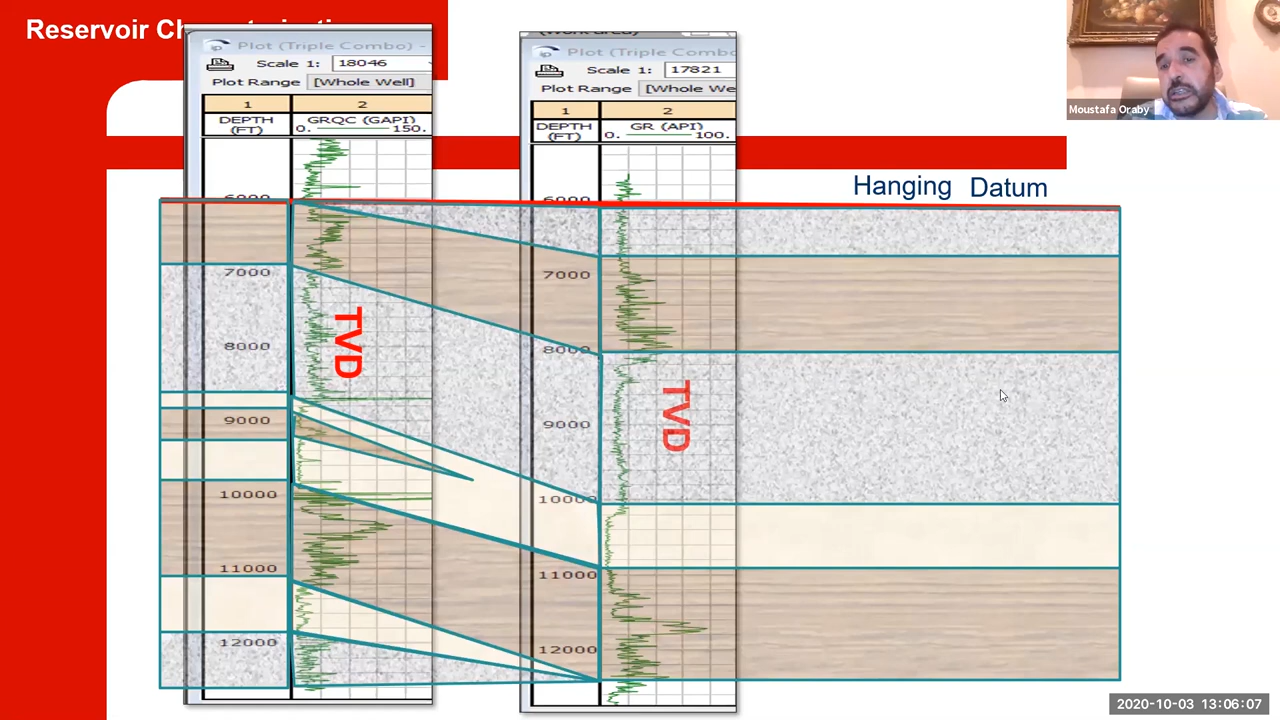 Reservoir Ch
Plot (Triple Combo) -
Scale 1: 18046
Plot Range [Whole Well]
1 2
DEPTH (FT) GRQC (GAPI)
0. 150.
6000
7000
8000
9000
10000
11000
12000
TVD
Plot (Triple Combo
Scale 1: 17821
Plot Range [Whole We
1 2
DEPTH (FT) GR (API)
0. 100.
6000
7000
8000
9000
10000
11000
12000
TVD
Hanging Datum
Moustafa Oraby
2020-10-03 13:06:07